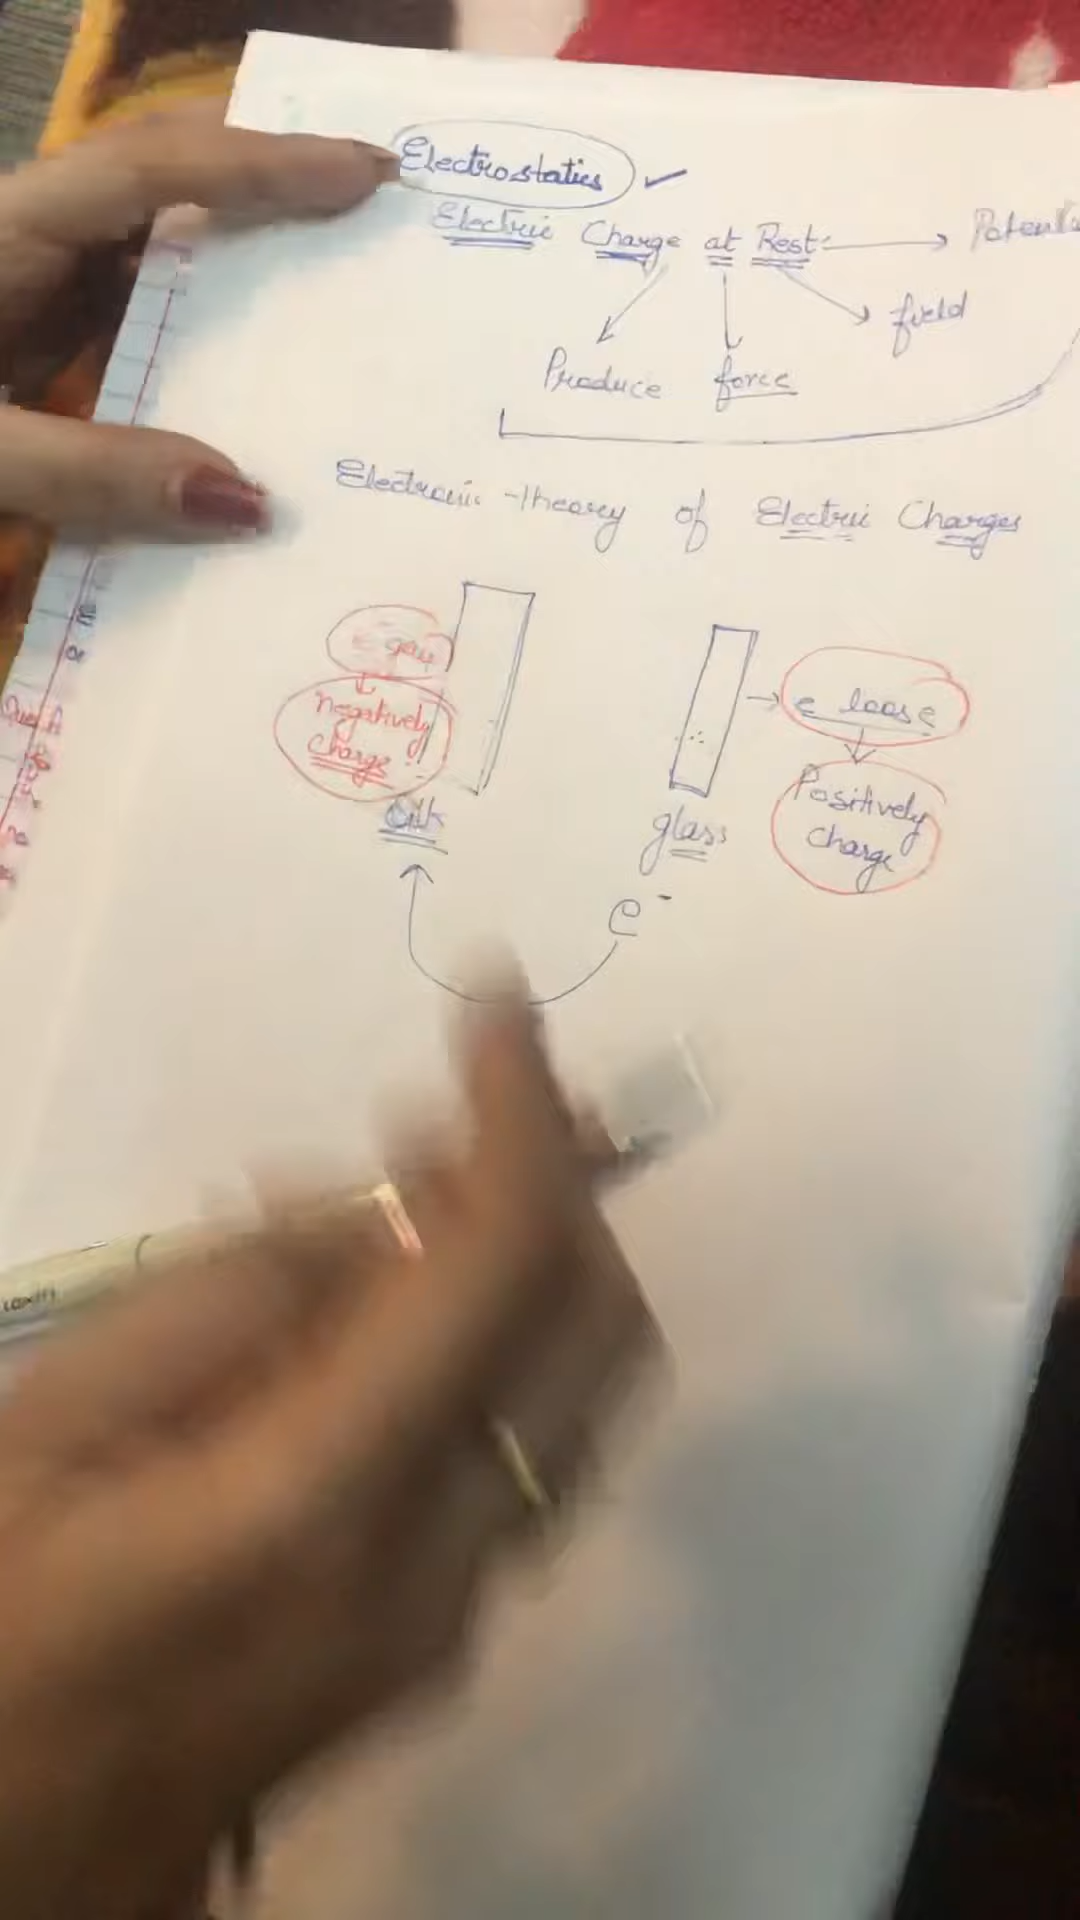 Electrostatics
Electric Charge at Rest:
field
Produce force
Electronic theory of Electric Charges
e loose
Negatively
Charge
Positively
Charge
Silk
glass
e⁻